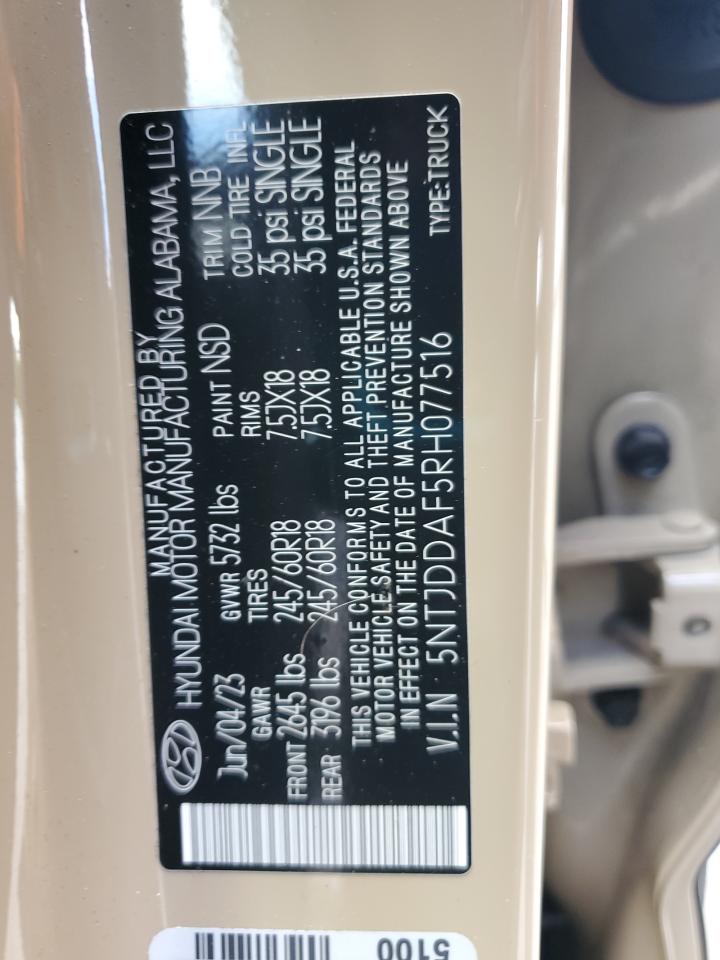 MANUFACTURED BY
HYUNDAI MOTOR MANUFACTURING ALABAMA, LLC
Jun/04/23 GVWR 5732 lbs PAINT NSD TRIM NNB
GAWR TIRES RIMS COLD TIRE INFL
FRONT 2645 lbs 245/60R18 7.5JX18 35 psi SINGLE
REAR 3196 lbs 245/60R18 7.5JX18 35 psi SINGLE
THIS VEHICLE CONFORMS TO ALL APPLICABLE U.S.A. FEDERAL
MOTOR VEHICLE SAFETY AND THEFT PREVENTION STANDARDS
IN EFFECT ON THE DATE OF MANUFACTURE SHOWN ABOVE
V.I.N 5NTJDDAF5RH077516 TYPE:TRUCK
5100